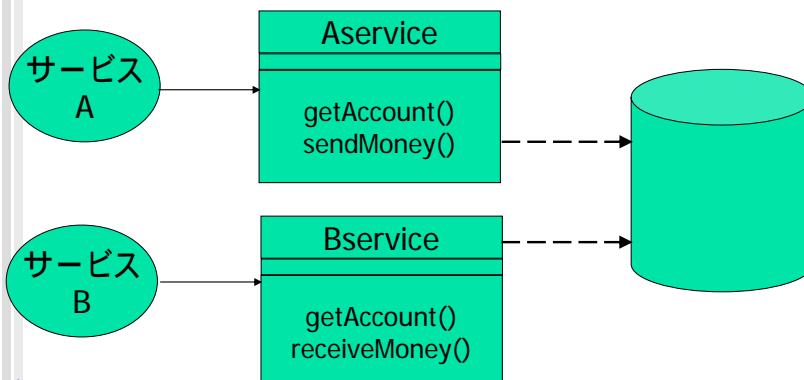 サービス
A
Aservice
getAccount()
sendMoney()
サービス
B
Bservice
getAccount()
receiveMoney()